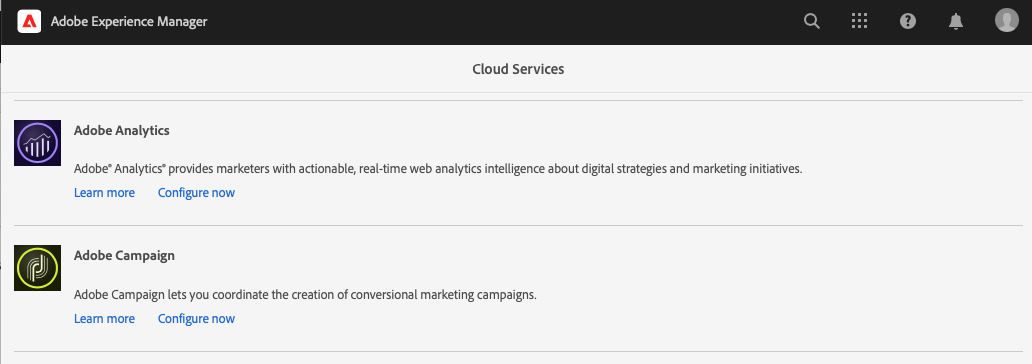 Adobe Experience Manager
Cloud Services
Adobe Analytics
Adobe® Analytics® provides marketers with actionable, real-time web analytics intelligence about digital strategies and marketing initiatives.
Learn more Configure now
Adobe Campaign
Adobe Campaign lets you coordinate the creation of conversional marketing campaigns.
Learn more Configure now